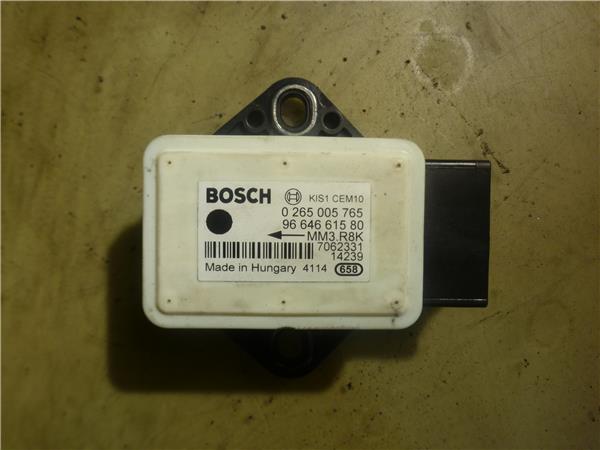 BOSCH KIS1 CEM10
0 265 005 765
96 646 615 80
MM3.R8K
7062331
14239
Made in Hungary 4114 658